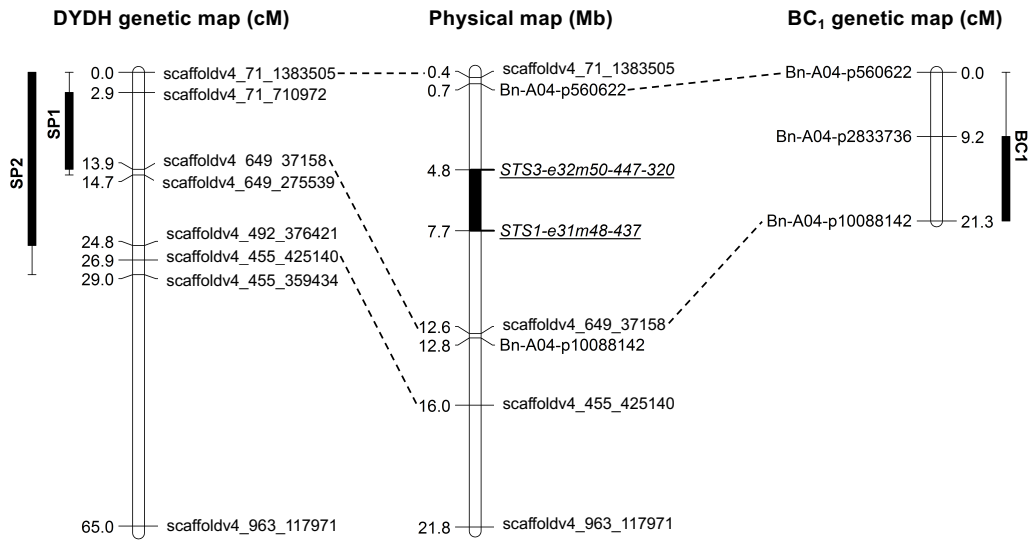 DYDH genetic map (cM)
Physical map (Mb)
BC1 genetic map (cM)
SP2
SP1
0.0 scaffoldv4_71_1383505
2.9 scaffoldv4_71_710972
13.9 scaffoldv4_649_37158
14.7 scaffoldv4_649_275539
24.8 scaffoldv4_492_376421
26.9 scaffoldv4_455_425140
29.0 scaffoldv4_455_359434
65.0 scaffoldv4_963_117971
0.4 scaffoldv4_71_1383505
0.7 Bn-A04-p560622
4.8 STS3-e32m50-447-320
7.7 STS1-e31m48-437
12.6 scaffoldv4_649_37158
12.8 Bn-A04-p10088142
16.0 scaffoldv4_455_425140
21.8 scaffoldv4_963_117971
Bn-A04-p560622 0.0
Bn-A04-p2833736 9.2
Bn-A04-p10088142 21.3
BC1